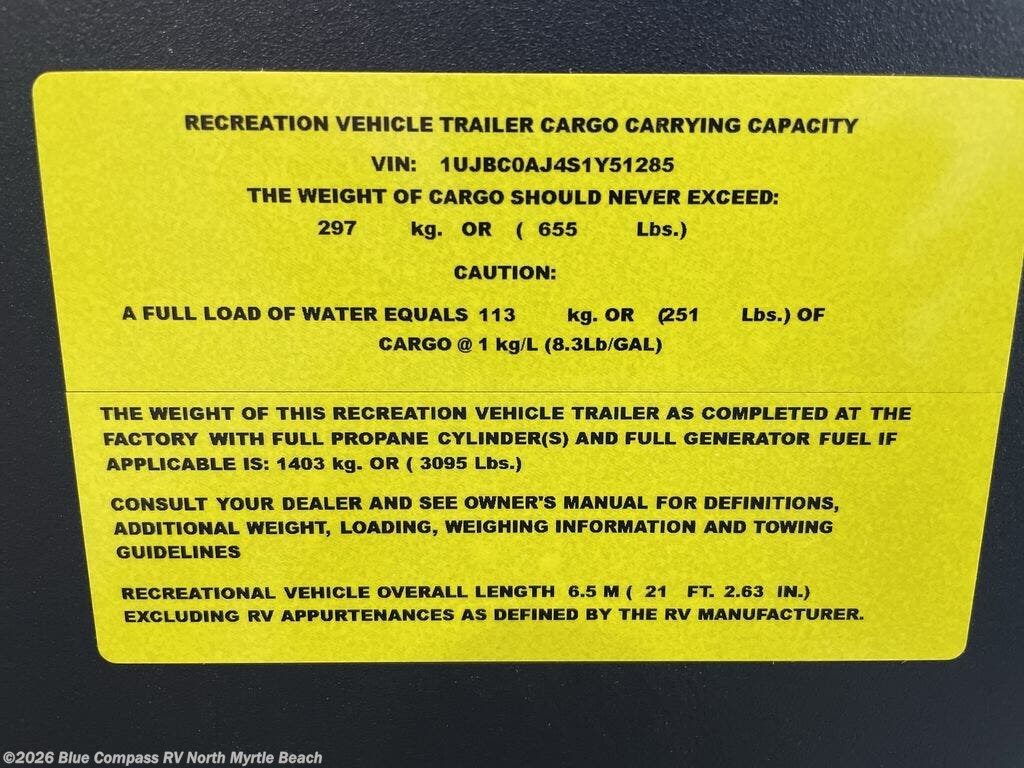 RECREATION VEHICLE TRAILER CARGO CARRYING CAPACITY
VIN: 1UJBC0AJ4S1Y51285
THE WEIGHT OF CARGO SHOULD NEVER EXCEED:
297 kg. OR ( 655 Lbs.)
CAUTION:
A FULL LOAD OF WATER EQUALS 113 kg. OR (251 Lbs.) OF
CARGO @ 1 kg/L (8.3Lb/GAL)
THE WEIGHT OF THIS RECREATION VEHICLE TRAILER AS COMPLETED AT THE
FACTORY WITH FULL PROPANE CYLINDER(S) AND FULL GENERATOR FUEL IF
APPLICABLE IS: 1403 kg. OR ( 3095 Lbs.)
CONSULT YOUR DEALER AND SEE OWNER'S MANUAL FOR DEFINITIONS,
ADDITIONAL WEIGHT, LOADING, WEIGHING INFORMATION AND TOWING
GUIDELINES
RECREATIONAL VEHICLE OVERALL LENGTH 6.5 M ( 21 FT. 2.63 IN.)
EXCLUDING RV APPURTENANCES AS DEFINED BY THE RV MANUFACTURER.
©2026 Blue Compass RV North Myrtle Beach